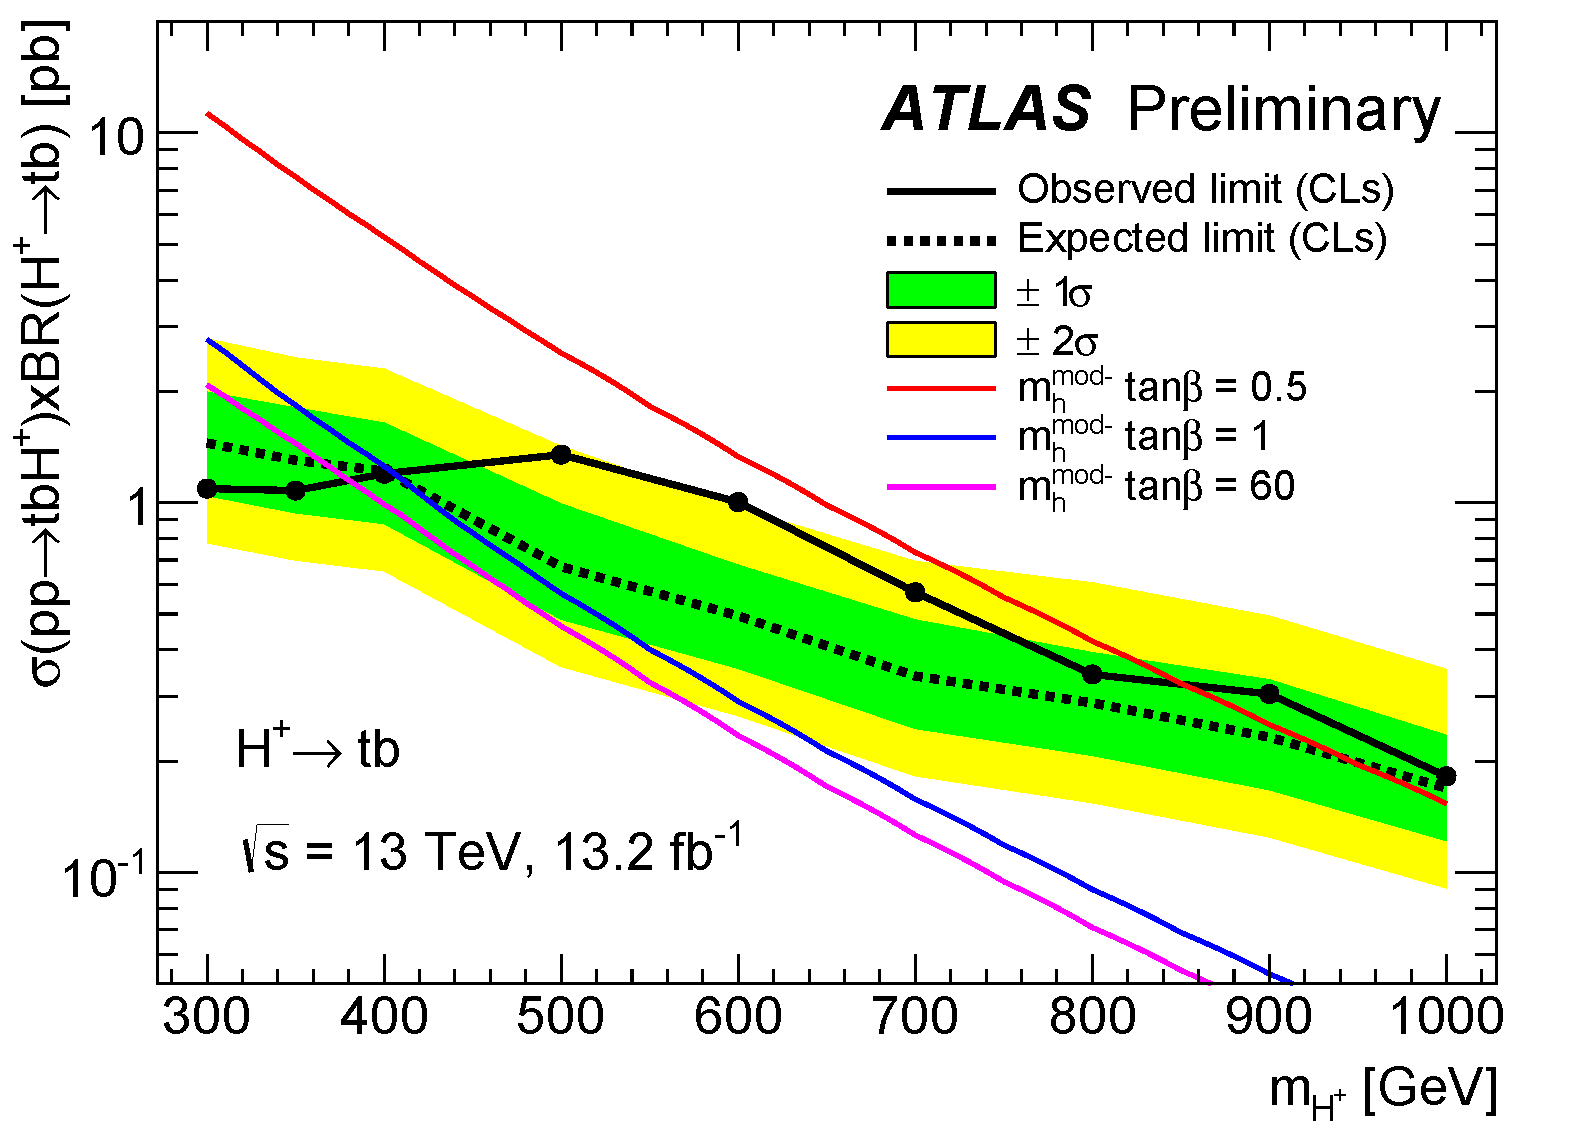 σ(pp→tbH⁺)xBR(H⁺→tb) [pb]
10
1
10⁻¹
ATLAS Preliminary
Observed limit (CLs)
Expected limit (CLs)
± 1σ
± 2σ
m_h^mod- tanβ = 0.5
m_h^mod- tanβ = 1
m_h^mod- tanβ = 60
H⁺→ tb
√s = 13 TeV, 13.2 fb⁻¹
300 400 500 600 700 800 900 1000
m_H⁺ [GeV]